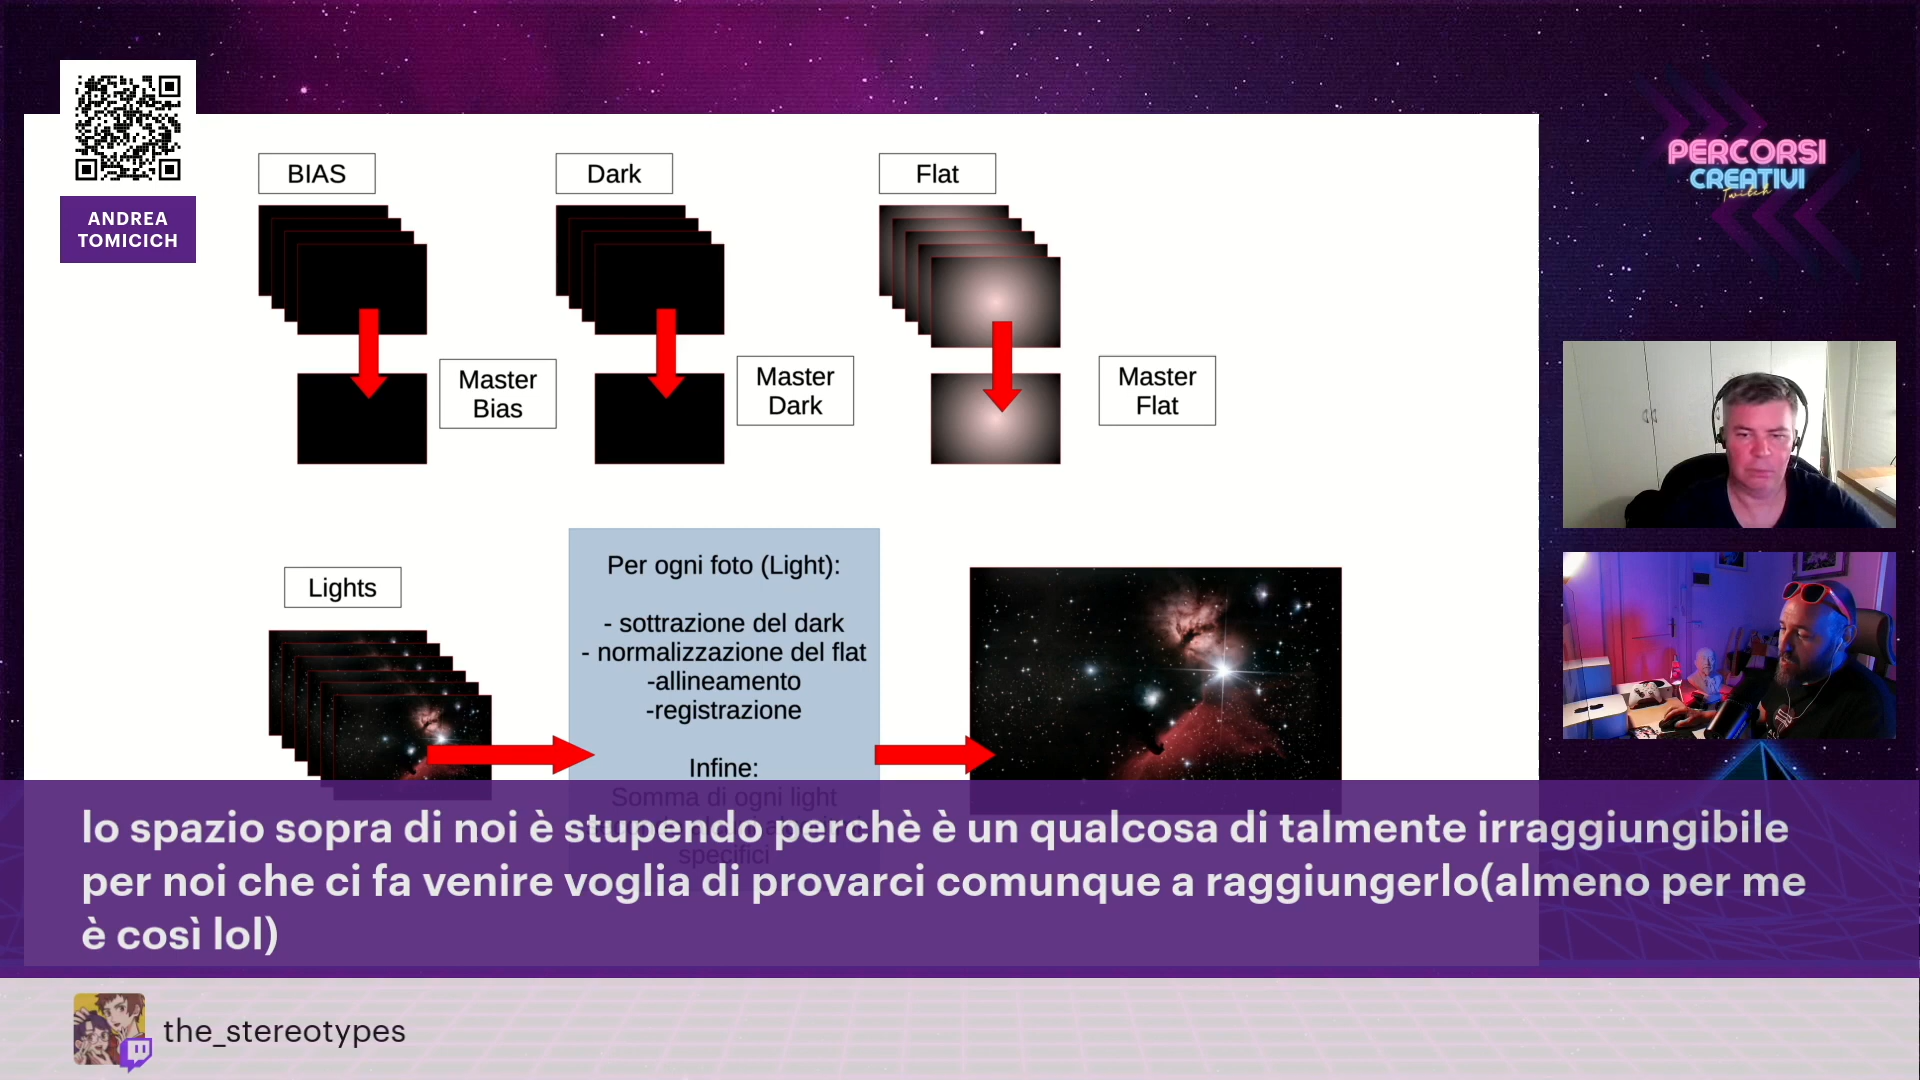 ANDREA
TOMICICH
BIAS
Dark
Flat
Master
Bias
Master
Dark
Master
Flat
Lights
Per ogni foto (Light):
- sottrazione del dark
- normalizzazione del flat
-allineamento
-registrazione
Infine:
Somma di ogni light
specifici
PERCORSI
CREATIVI
Twitch
lo spazio sopra di noi è stupendo perchè è un qualcosa di talmente irraggiungibile
per noi che ci fa venire voglia di provarci comunque a raggiungerlo(almeno per me
è così lol)
the_stereotypes